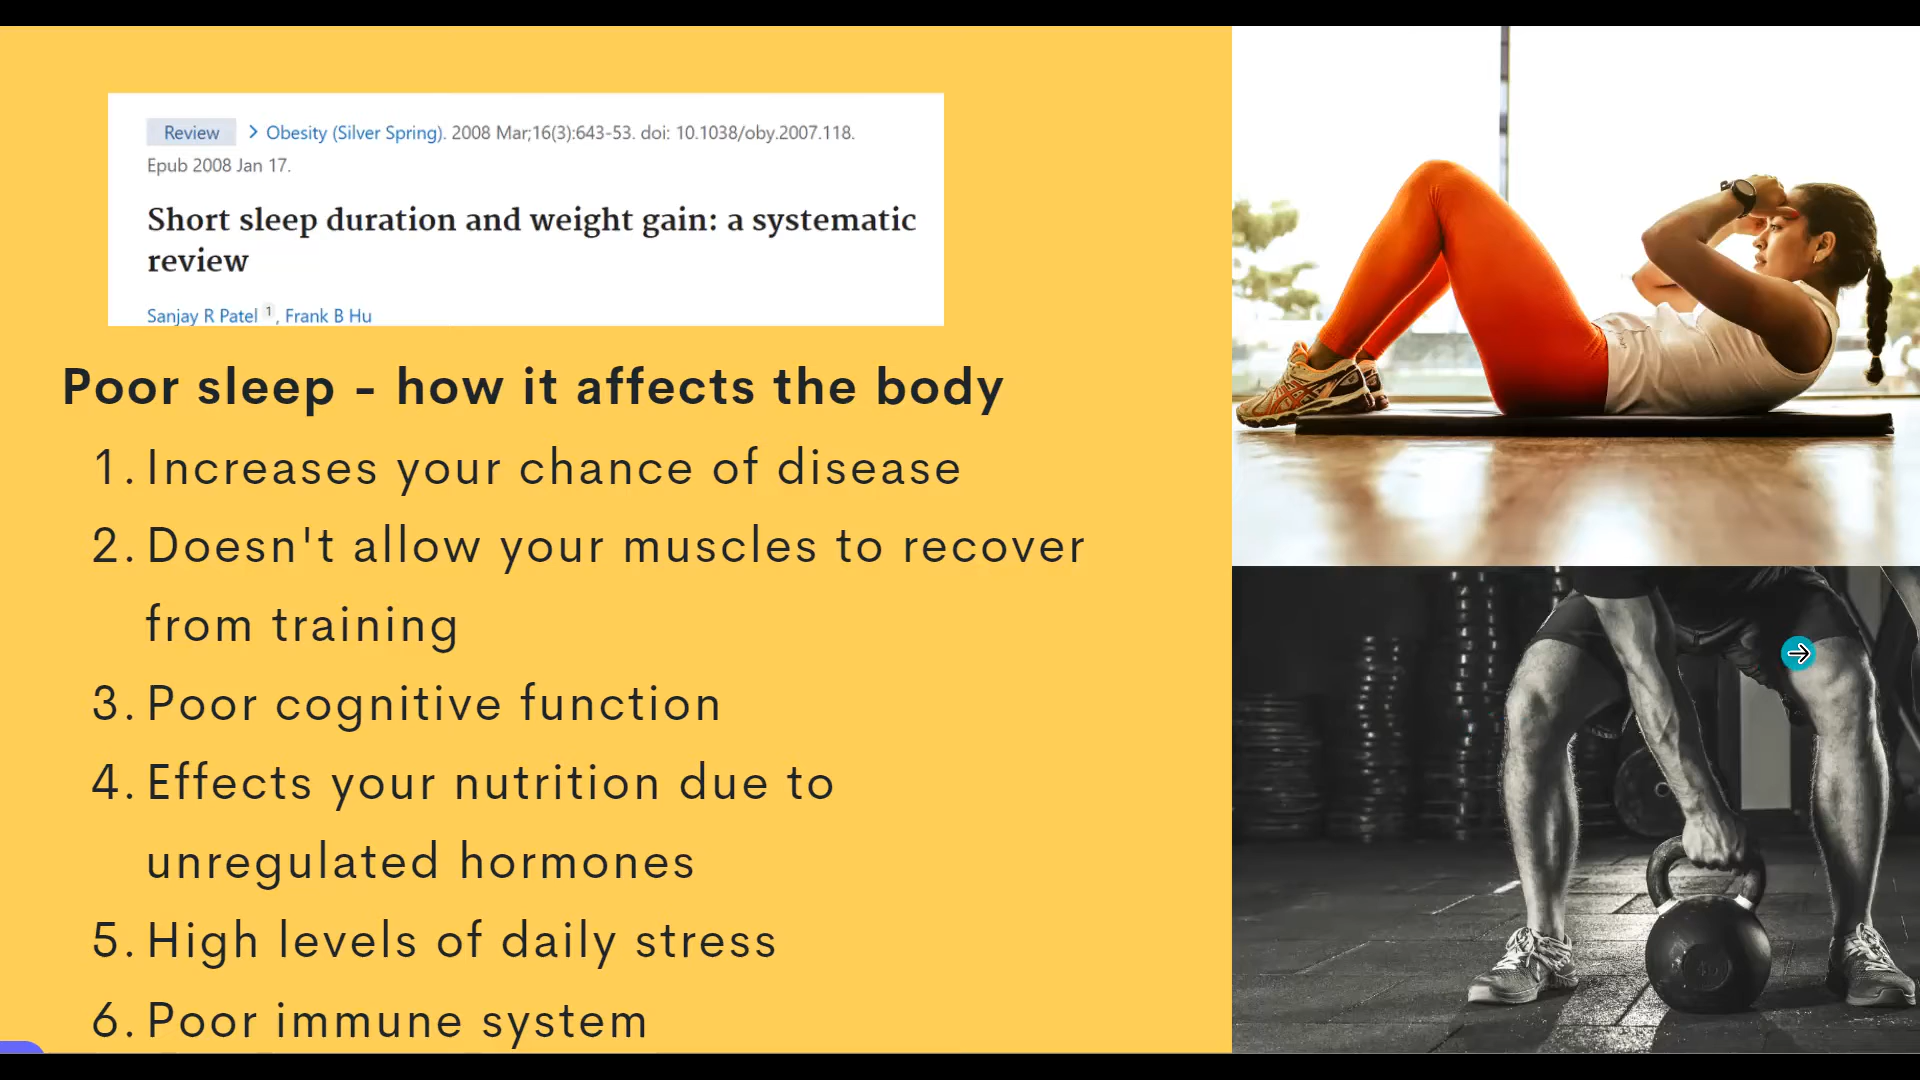 Review > Obesity (Silver Spring). 2008 Mar;16(3):643-53. doi: 10.1038/oby.2007.118.
Epub 2008 Jan 17.
Short sleep duration and weight gain: a systematic
review
Sanjay R Patel 1, Frank B Hu
Poor sleep - how it affects the body
1. Increases your chance of disease
2. Doesn't allow your muscles to recover
from training
3. Poor cognitive function
4. Effects your nutrition due to
unregulated hormones
5. High levels of daily stress
6. Poor immune system